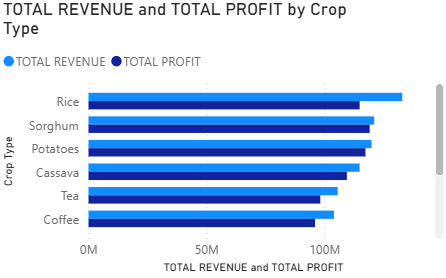 TOTAL REVENUE and TOTAL PROFIT by Crop
Type
TOTAL REVENUE TOTAL PROFIT
Crop Type
Rice
Sorghum
Potatoes
Cassava
Tea
Coffee
0M 50M 100M
TOTAL REVENUE and TOTAL PROFIT